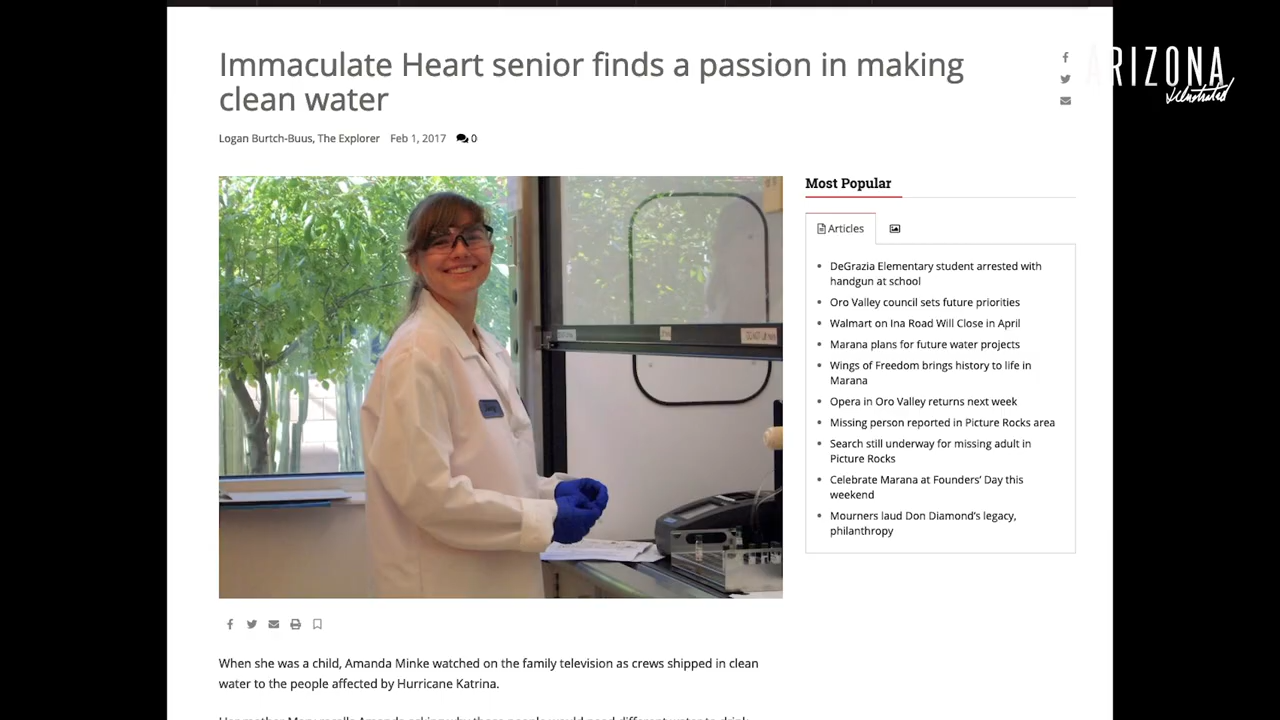 Immaculate Heart senior finds a passion in making
clean water
ARIZONA
Illustrated
Logan Burtch-Buus, The Explorer Feb 1, 2017 0
Most Popular
Articles
DeGrazia Elementary student arrested with
handgun at school
Oro Valley council sets future priorities
Walmart on Ina Road Will Close in April
Marana plans for future water projects
Wings of Freedom brings history to life in
Marana
Opera in Oro Valley returns next week
Missing person reported in Picture Rocks area
Search still underway for missing adult in
Picture Rocks
Celebrate Marana at Founders' Day this
weekend
Mourners laud Don Diamond's legacy,
philanthropy
When she was a child, Amanda Minke watched on the family television as crews shipped in clean
water to the people affected by Hurricane Katrina.